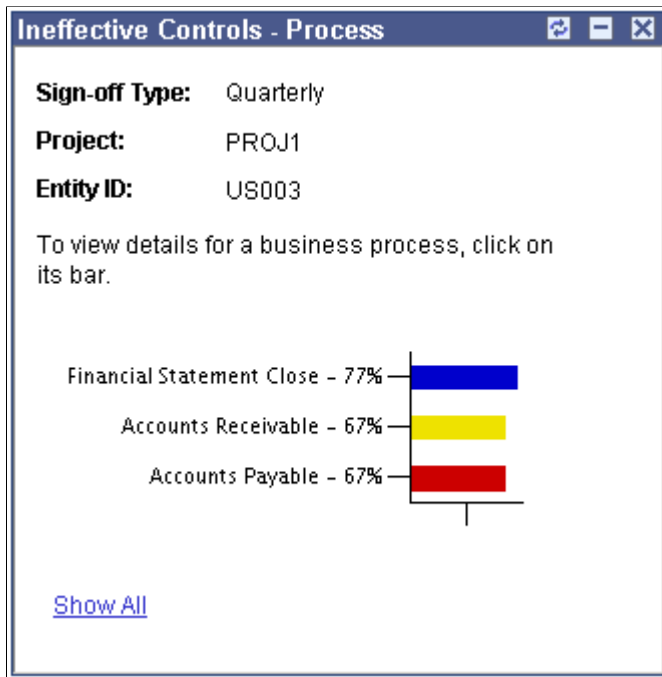 Ineffective Controls - Process
Sign-off Type: Quarterly
Project: PROJ1
Entity ID: US003
To view details for a business process, click on
its bar.
Financial Statement Close - 77%
Accounts Receivable - 67%
Accounts Payable - 67%
Show All